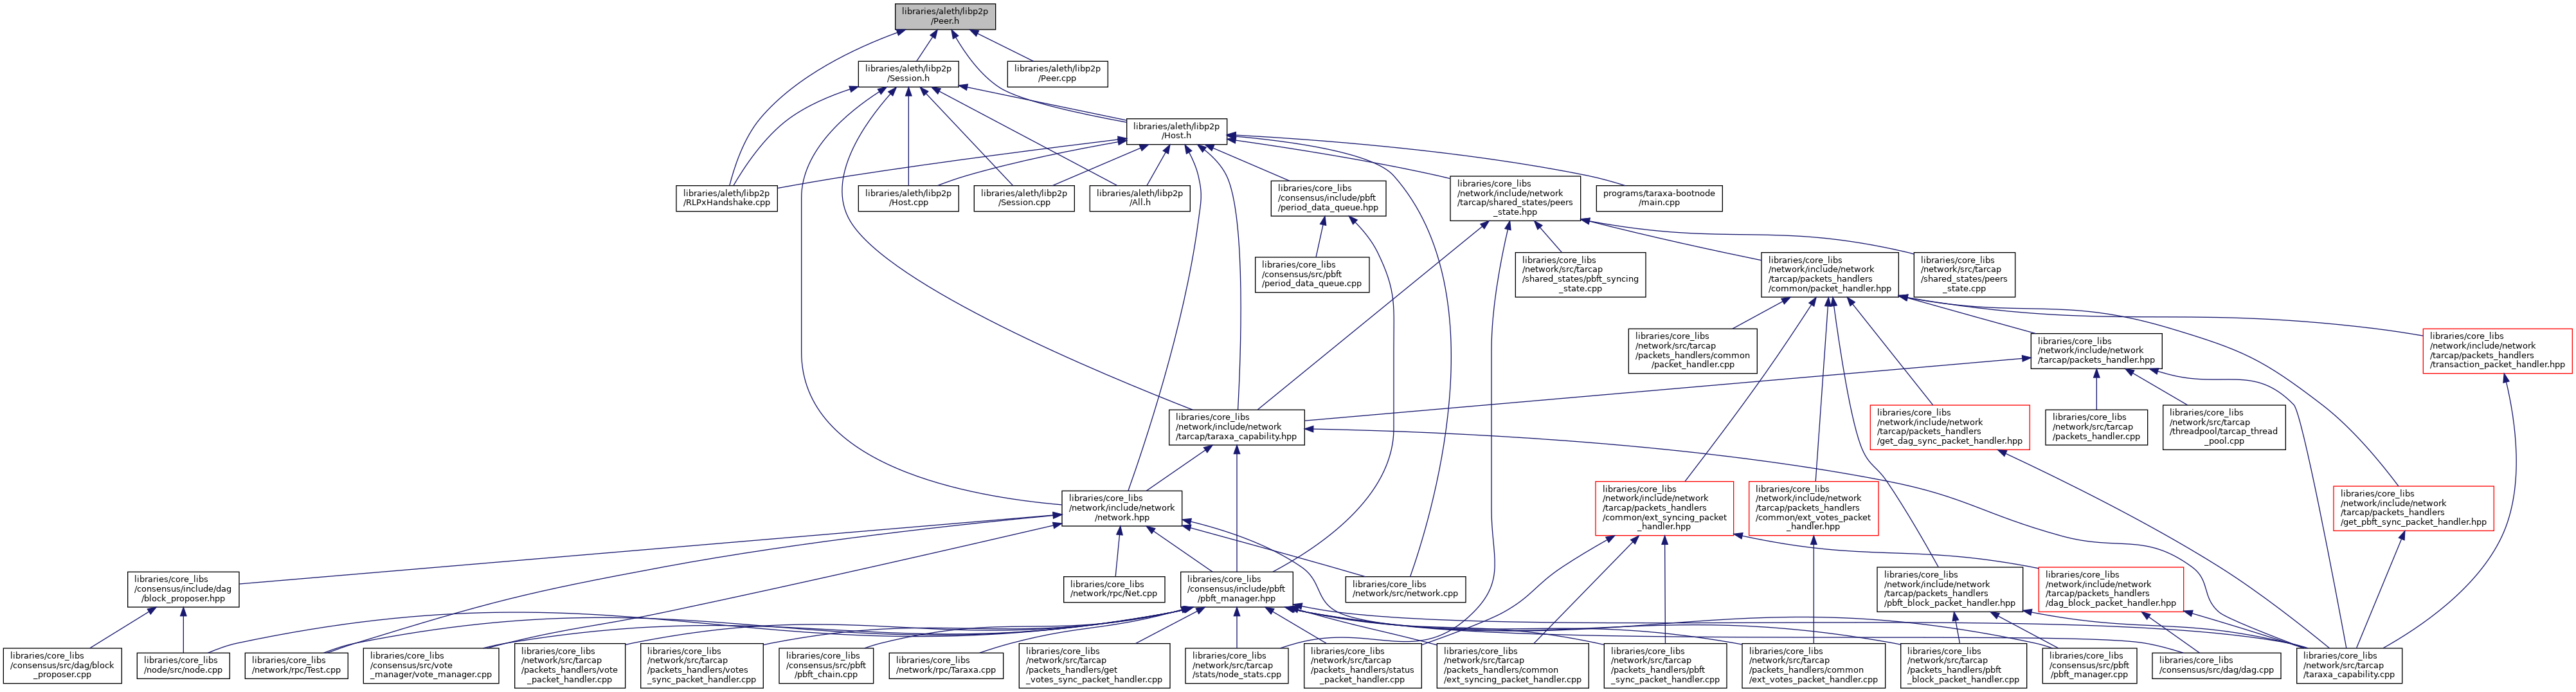 libraries/aleth/libp2p
/Peer.h
libraries/aleth/libp2p
/Session.h
libraries/aleth/libp2p
/Peer.cpp
libraries/aleth/libp2p
/Host.h
libraries/aleth/libp2p
/RLPxHandshake.cpp
libraries/aleth/libp2p
/Host.cpp
libraries/aleth/libp2p
/Session.cpp
libraries/aleth/libp2p
/All.h
libraries/core_libs
/consensus/include/pbft
/period_data_queue.hpp
libraries/core_libs
/network/include/network
/tarcap/shared_states/peers
_state.hpp
programs/taraxa-bootnode
/main.cpp
libraries/core_libs
/consensus/src/pbft
/period_data_queue.cpp
libraries/core_libs
/network/src/tarcap
/shared_states/pbft_syncing
_state.cpp
libraries/core_libs
/network/include/network
/tarcap/packets_handlers
/common/packet_handler.hpp
libraries/core_libs
/network/src/tarcap
/shared_states/peers
_state.cpp
libraries/core_libs
/network/src/tarcap
/packets_handlers/common
/packet_handler.cpp
libraries/core_libs
/network/include/network
/tarcap/packets_handler.hpp
libraries/core_libs
/network/include/network
/tarcap/packets_handlers
/transaction_packet_handler.hpp
libraries/core_libs
/network/include/network
/tarcap/taraxa_capability.hpp
libraries/core_libs
/network/include/network
/tarcap/packets_handlers
/get_dag_sync_packet_handler.hpp
libraries/core_libs
/network/src/tarcap
/packets_handler.cpp
libraries/core_libs
/network/src/tarcap
/threadpool/tarcap_thread
_pool.cpp
libraries/core_libs
/network/include/network
/network.hpp
libraries/core_libs
/network/include/network
/tarcap/packets_handlers
/common/ext_syncing_packet
_handler.hpp
libraries/core_libs
/network/include/network
/tarcap/packets_handlers
/common/ext_votes_packet
_handler.hpp
libraries/core_libs
/network/include/network
/tarcap/packets_handlers
/get_pbft_sync_packet_handler.hpp
libraries/core_libs
/consensus/include/dag
/block_proposer.hpp
libraries/core_libs
/network/rpc/Net.cpp
libraries/core_libs
/consensus/include/pbft
/pbft_manager.hpp
libraries/core_libs
/network/src/network.cpp
libraries/core_libs
/network/include/network
/tarcap/packets_handlers
/pbft_block_packet_handler.hpp
libraries/core_libs
/network/include/network
/tarcap/packets_handlers
/dag_block_packet_handler.hpp
libraries/core_libs
/consensus/src/dag/block
_proposer.cpp
libraries/core_libs
/node/src/node.cpp
libraries/core_libs
/network/rpc/Test.cpp
libraries/core_libs
/consensus/src/vote
_manager/vote_manager.cpp
libraries/core_libs
/network/src/tarcap
/packets_handlers/vote
_packet_handler.cpp
libraries/core_libs
/network/src/tarcap
/packets_handlers/votes
_sync_packet_handler.cpp
libraries/core_libs
/consensus/src/pbft
/pbft_chain.cpp
libraries/core_libs
/network/rpc/Taraxa.cpp
libraries/core_libs
/network/src/tarcap
/packets_handlers/get
_votes_sync_packet_handler.cpp
libraries/core_libs
/network/src/tarcap
/stats/node_stats.cpp
libraries/core_libs
/network/src/tarcap
/packets_handlers/status
_packet_handler.cpp
libraries/core_libs
/network/src/tarcap
/packets_handlers/common
/ext_syncing_packet_handler.cpp
libraries/core_libs
/network/src/tarcap
/packets_handlers/pbft
_sync_packet_handler.cpp
libraries/core_libs
/network/src/tarcap
/packets_handlers/common
/ext_votes_packet_handler.cpp
libraries/core_libs
/network/src/tarcap
/packets_handlers/pbft
_block_packet_handler.cpp
libraries/core_libs
/consensus/src/pbft
/pbft_manager.cpp
libraries/core_libs
/consensus/src/dag/dag.cpp
libraries/core_libs
/network/src/tarcap
/taraxa_capability.cpp